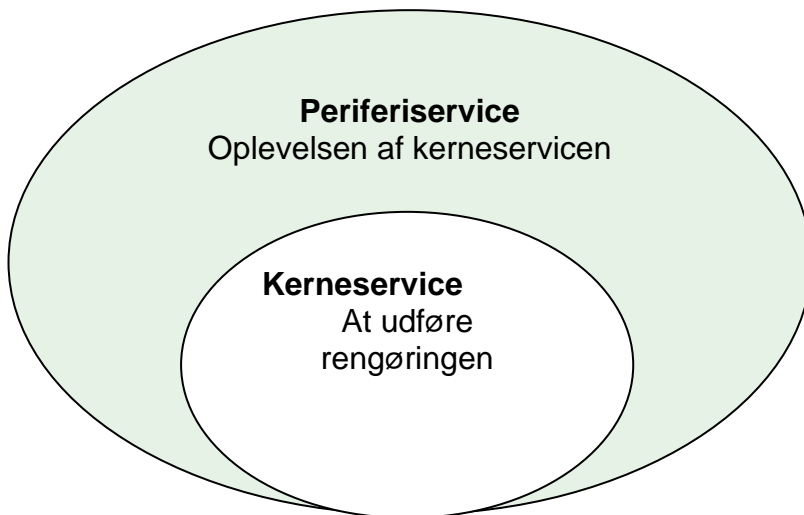 Periferiservice
Oplevelsen af kerneservicen
Kerneservice
At udføre
rengøringen